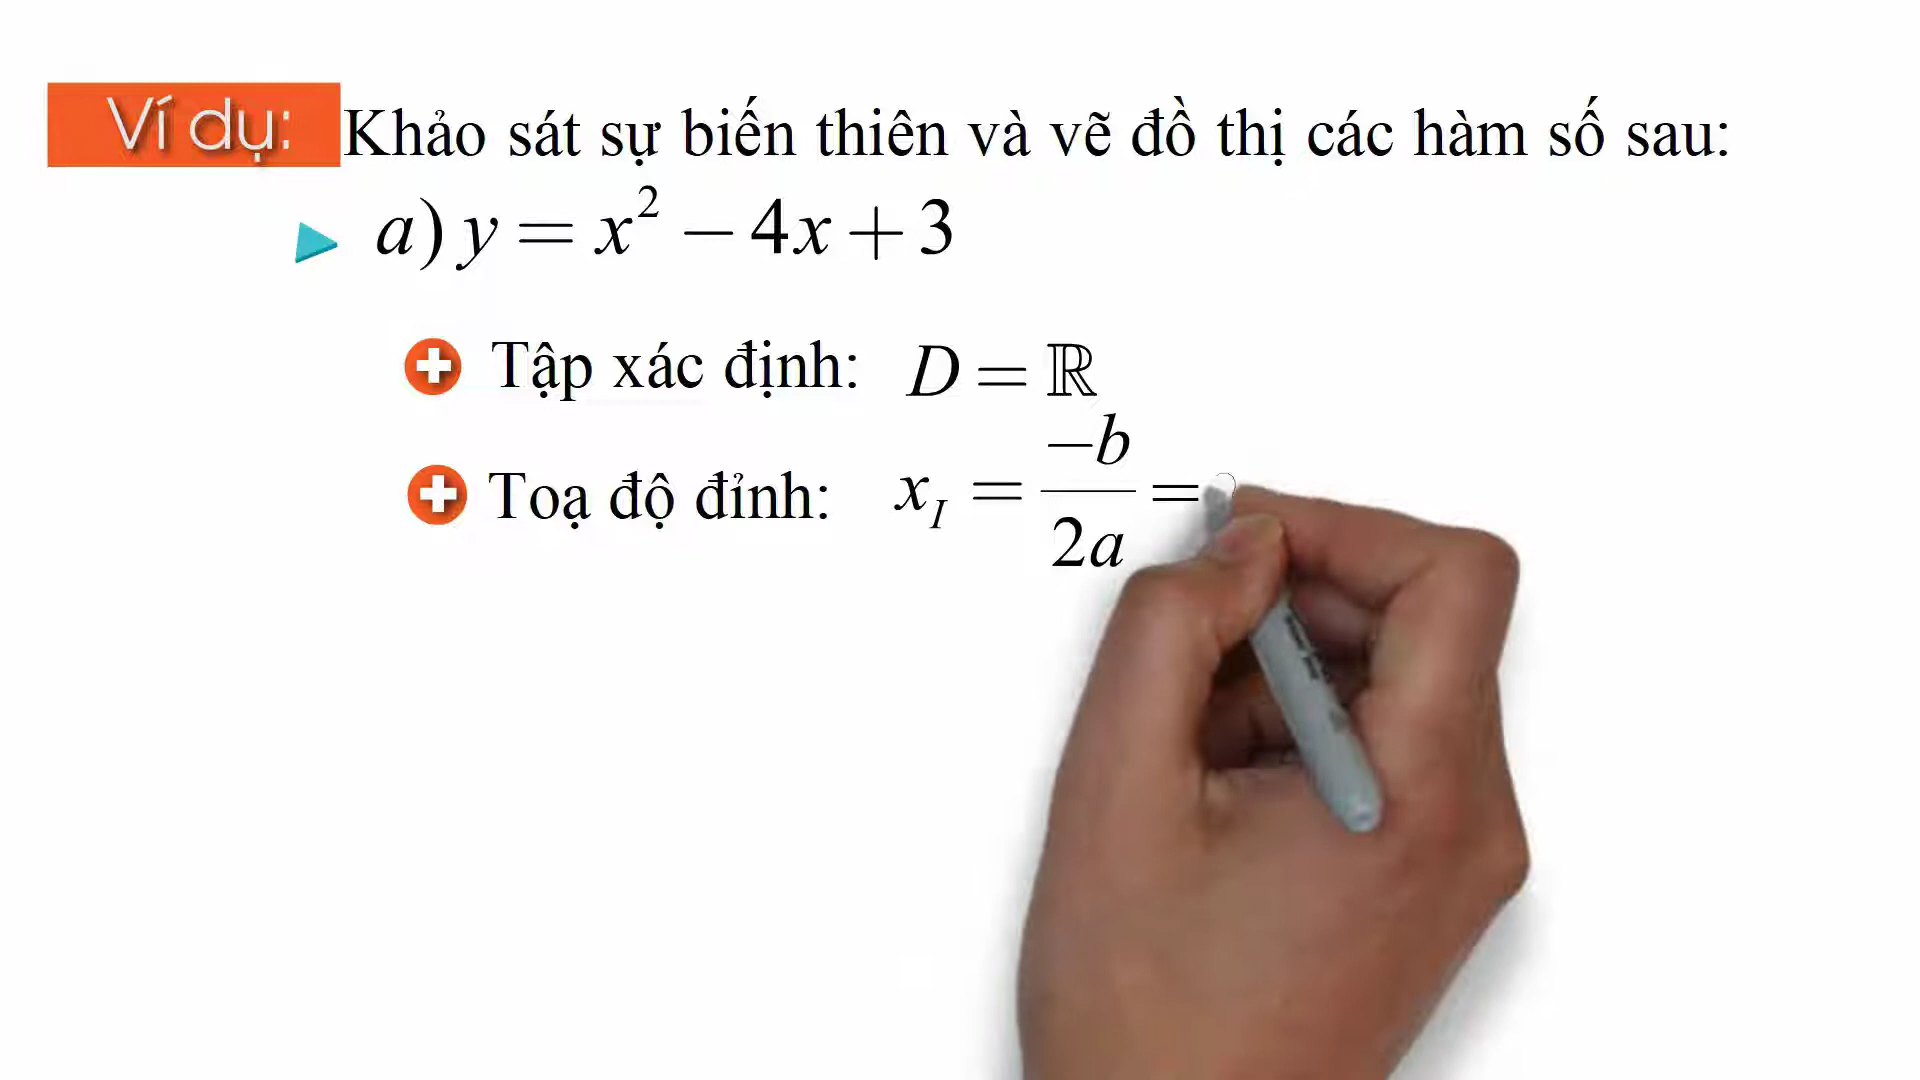 Ví dụ: Khảo sát sự biến thiên và vẽ đồ thị các hàm số sau:
a) y = x² − 4x + 3
Tập xác định: D = ℝ
Toạ độ đỉnh: x_I = −b / 2a =